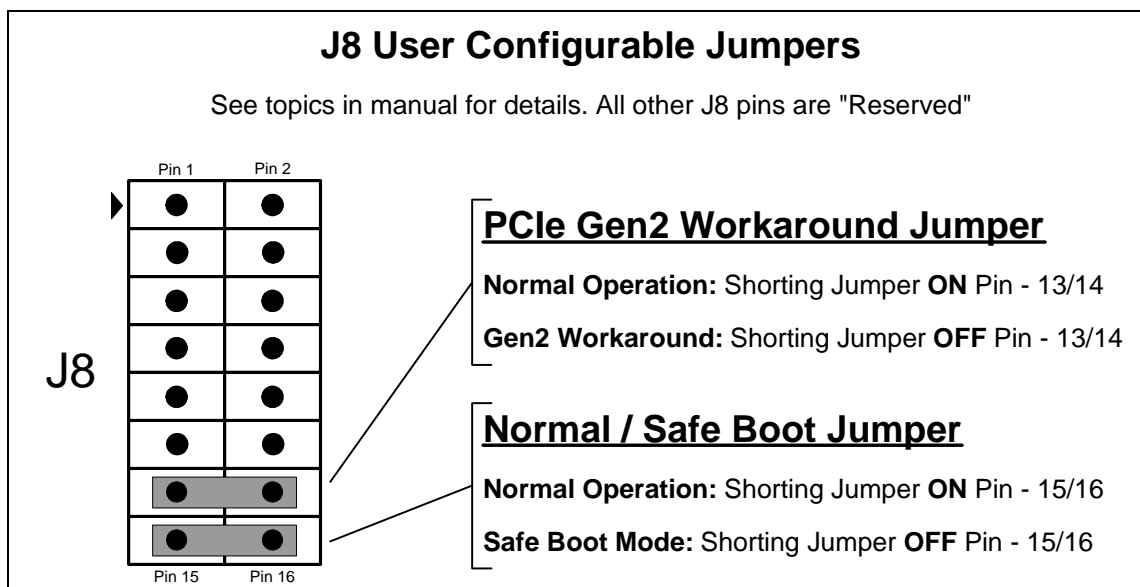 J8 User Configurable Jumpers
See topics in manual for details. All other J8 pins are "Reserved"
Pin 1
Pin 2
J8
Pin 15
Pin 16
PCIe Gen2 Workaround Jumper
Normal Operation: Shorting Jumper ON Pin - 13/14
Gen2 Workaround: Shorting Jumper OFF Pin - 13/14
Normal / Safe Boot Jumper
Normal Operation: Shorting Jumper ON Pin - 15/16
Safe Boot Mode: Shorting Jumper OFF Pin - 15/16